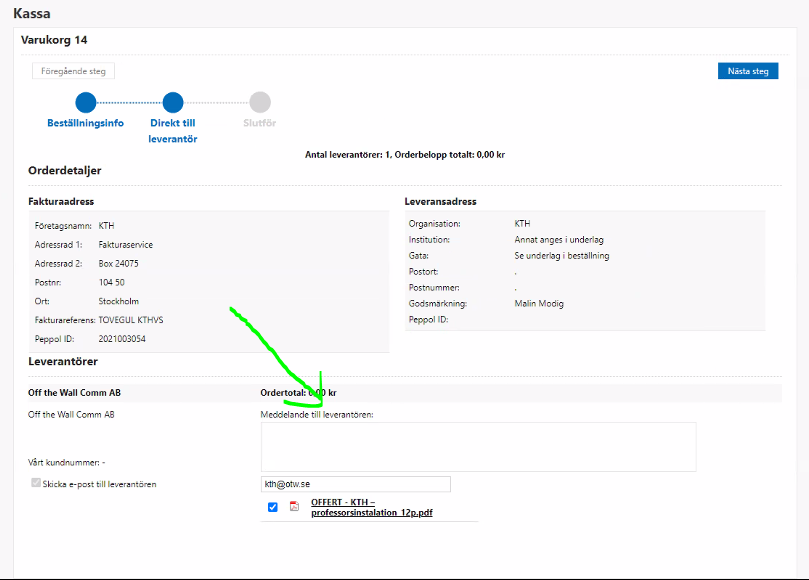 Kassa
Varukorg 14
Föregående steg
Nästa steg
Beställningsinfo
Direkt till
leverantör
Slutför
Antal leverantörer: 1, Orderbelopp totalt: 0,00 kr
Orderdetaljer
Fakturaadress
Företagsnamn: KTH
Adressrad 1: Fakturaservice
Adressrad 2: Box 24075
Postnr: 104 50
Ort: Stockholm
Fakturareferens: TOVEGUL KTHVS
Peppol ID: 2021003054
Leveransadress
Organisation: KTH
Institution: Annat anges i underlag
Gata: Se underlag i beställning
Postort: .
Postnummer: .
Godsmärkning: Malin Modig
Peppol ID:
Leverantörer
Off the Wall Comm AB Ordertotal: 0,00 kr
Off the Wall Comm AB Meddelande till leverantören:
Vårt kundnummer: -
Skicka e-post till leverantören kth@otw.se
OFFERT - KTH –
professorsinstalation_12p.pdf